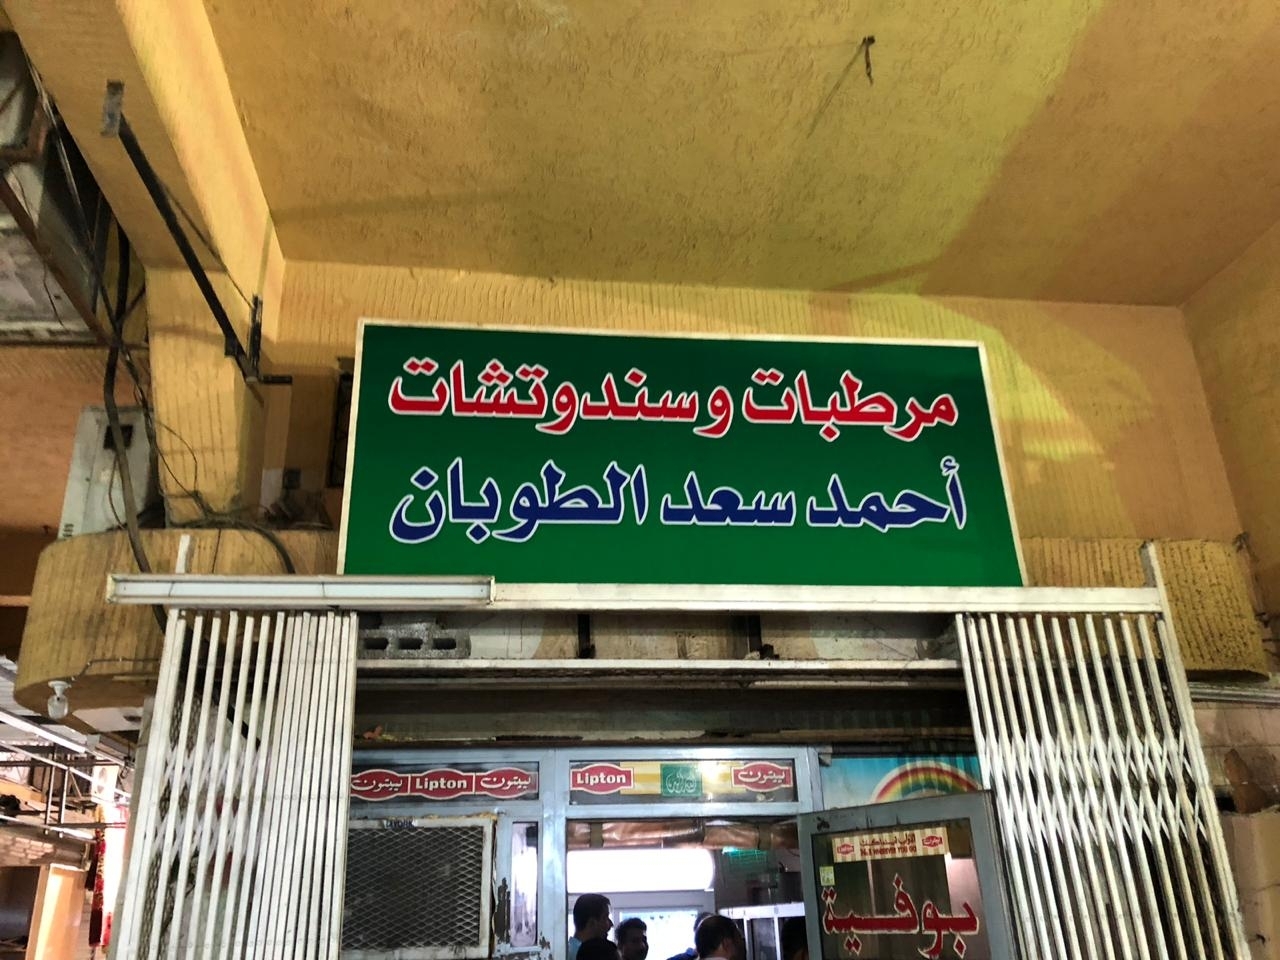 مرطبات وسندوتشات
أحمد سعد الطوبان
ليبتون Lipton ليبتون
Lipton ليبتون
Lipton ليبتون
بوفية